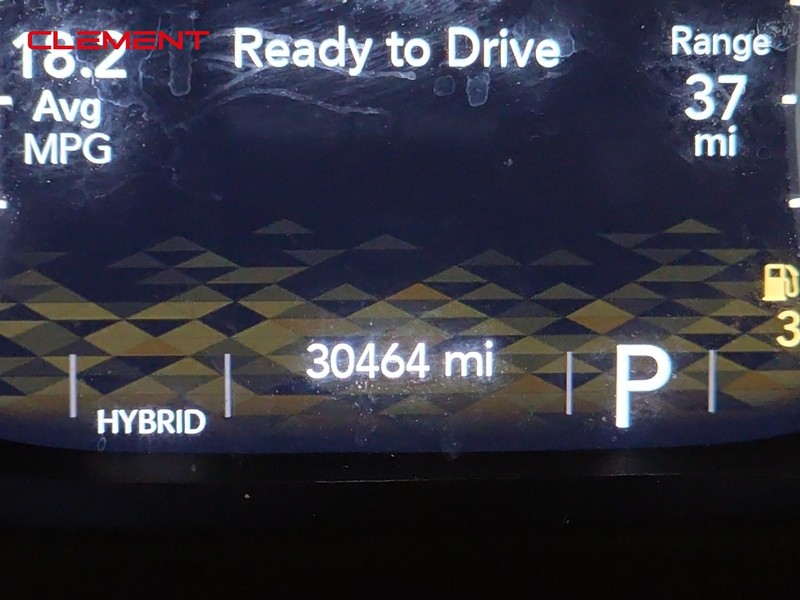 CLEMENT
18.2
Avg
MPG
Ready to Drive
Range
37
mi
30464 mi
P
HYBRID